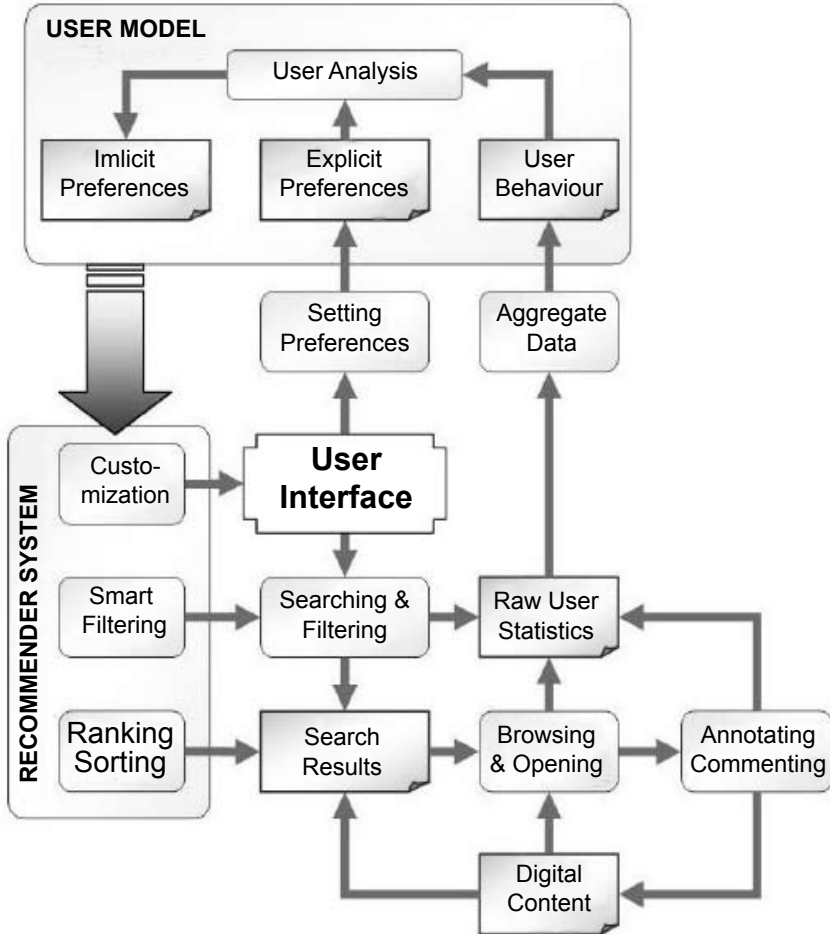 USER MODEL
User Analysis
Imlicit
Preferences
Explicit
Preferences
User
Behaviour
Setting
Preferences
Aggregate
Data
RECOMMENDER SYSTEM
Custo-
mization
User
Interface
Smart
Filtering
Searching &
Filtering
Raw User
Statistics
Ranking
Sorting
Search
Results
Browsing
& Opening
Annotating
Commenting
Digital
Content